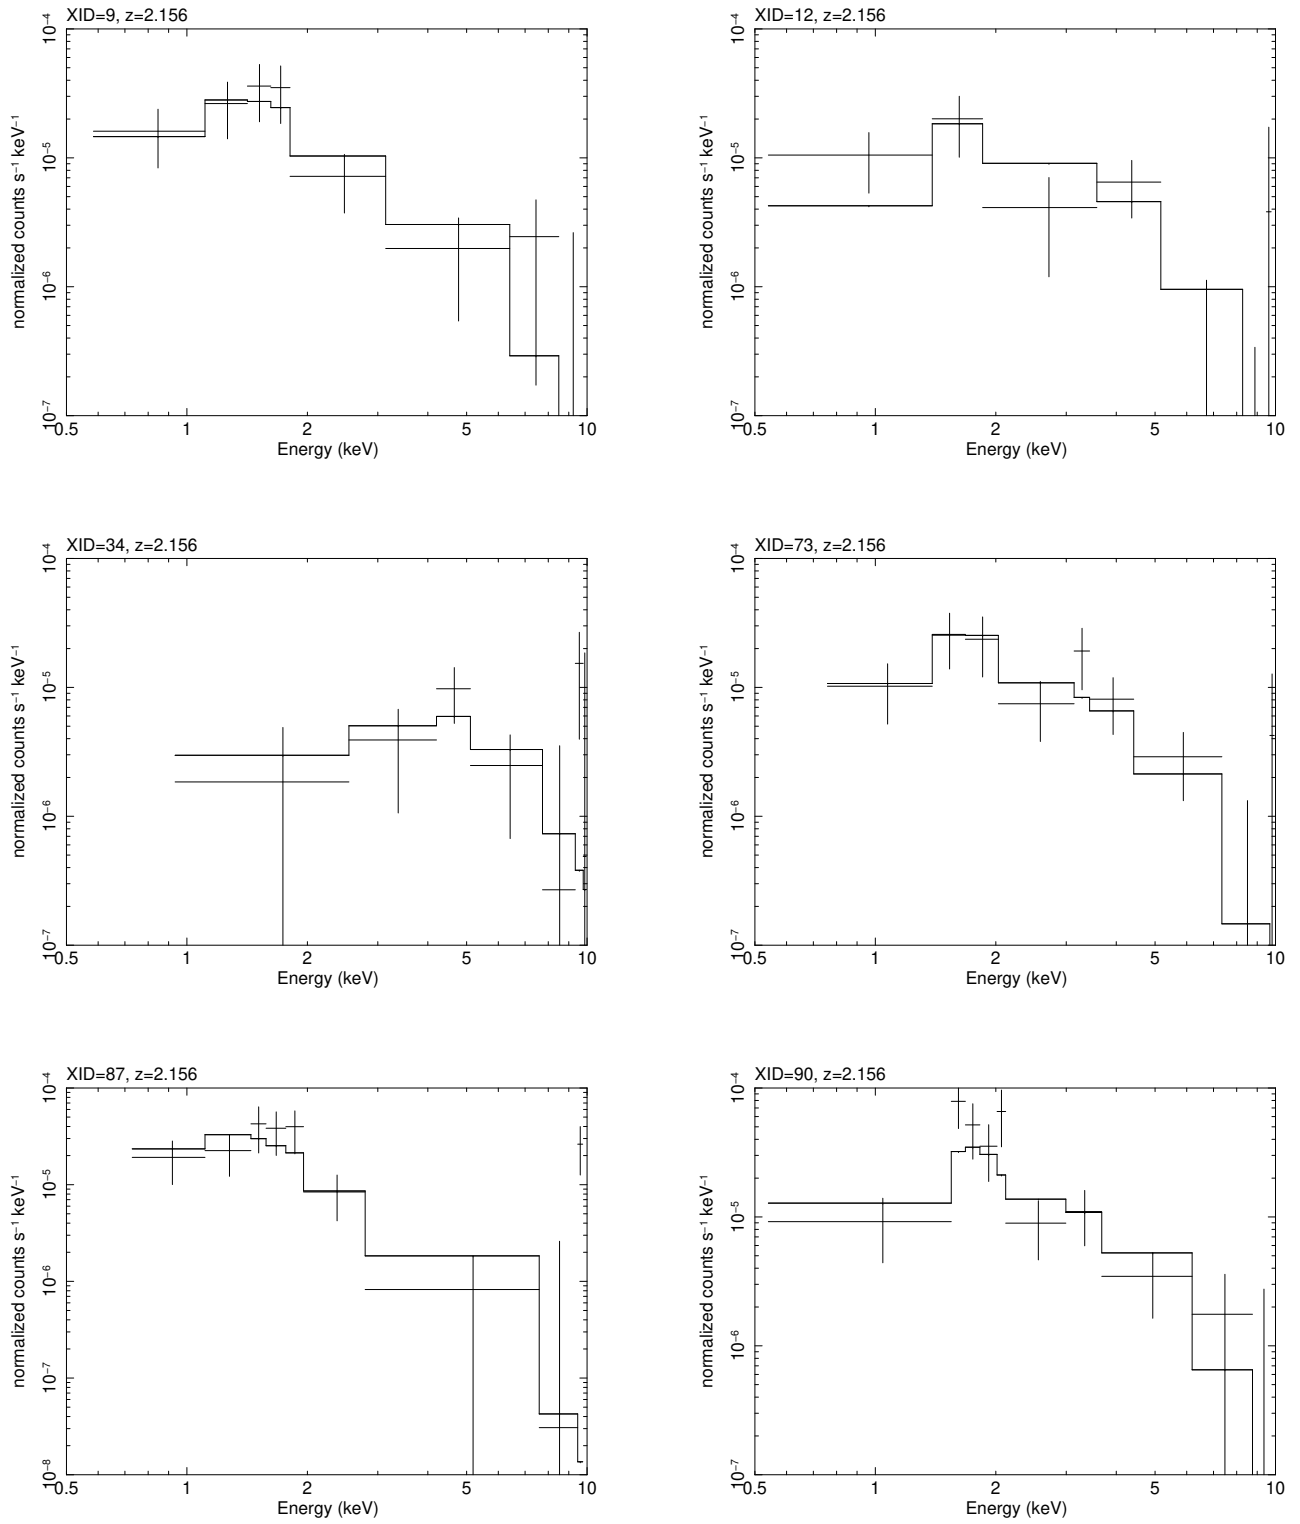 XID=9, z=2.156
10⁻⁴
10⁻⁵
10⁻⁶
10⁻⁷
normalized counts s⁻¹ keV⁻¹
0.5 1 2 5 10
Energy (keV)
XID=12, z=2.156
10⁻⁴
10⁻⁵
10⁻⁶
10⁻⁷
normalized counts s⁻¹ keV⁻¹
0.5 1 2 5 10
Energy (keV)
XID=34, z=2.156
10⁻⁴
10⁻⁵
10⁻⁶
10⁻⁷
normalized counts s⁻¹ keV⁻¹
0.5 1 2 5 10
Energy (keV)
XID=73, z=2.156
10⁻⁴
10⁻⁵
10⁻⁶
10⁻⁷
normalized counts s⁻¹ keV⁻¹
0.5 1 2 5 10
Energy (keV)
XID=87, z=2.156
10⁻⁴
10⁻⁵
10⁻⁶
10⁻⁷
10⁻⁸
normalized counts s⁻¹ keV⁻¹
0.5 1 2 5 10
Energy (keV)
XID=90, z=2.156
10⁻⁴
10⁻⁵
10⁻⁶
10⁻⁷
normalized counts s⁻¹ keV⁻¹
0.5 1 2 5 10
Energy (keV)